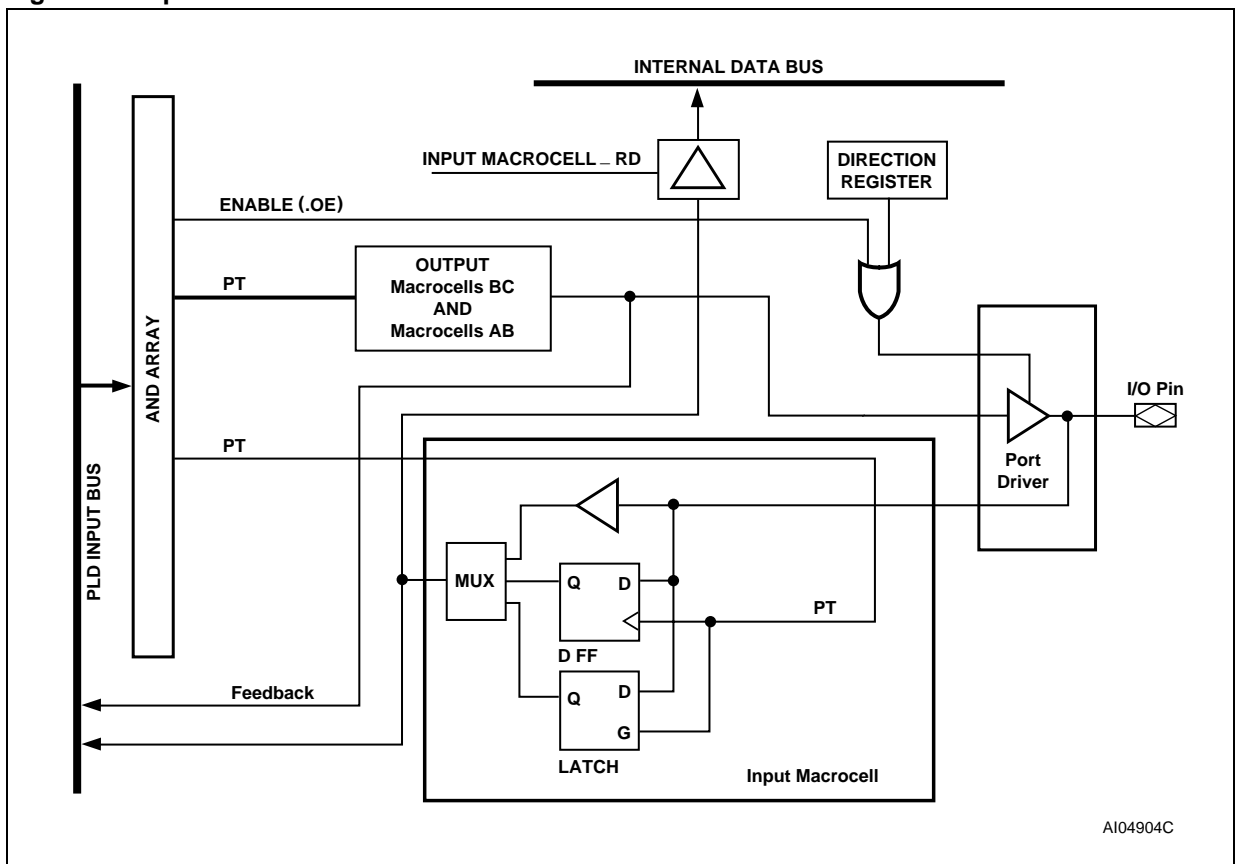 INTERNAL DATA BUS
INPUT MACROCELL _ RD
DIRECTION
REGISTER
ENABLE (.OE)
OUTPUT
Macrocells BC
AND
Macrocells AB
PT
AND ARRAY
PLD INPUT BUS
I/O Pin
PT
Port
Driver
MUX
Q
D
PT
D FF
Feedback
Q
D
G
LATCH
Input Macrocell
AI04904C